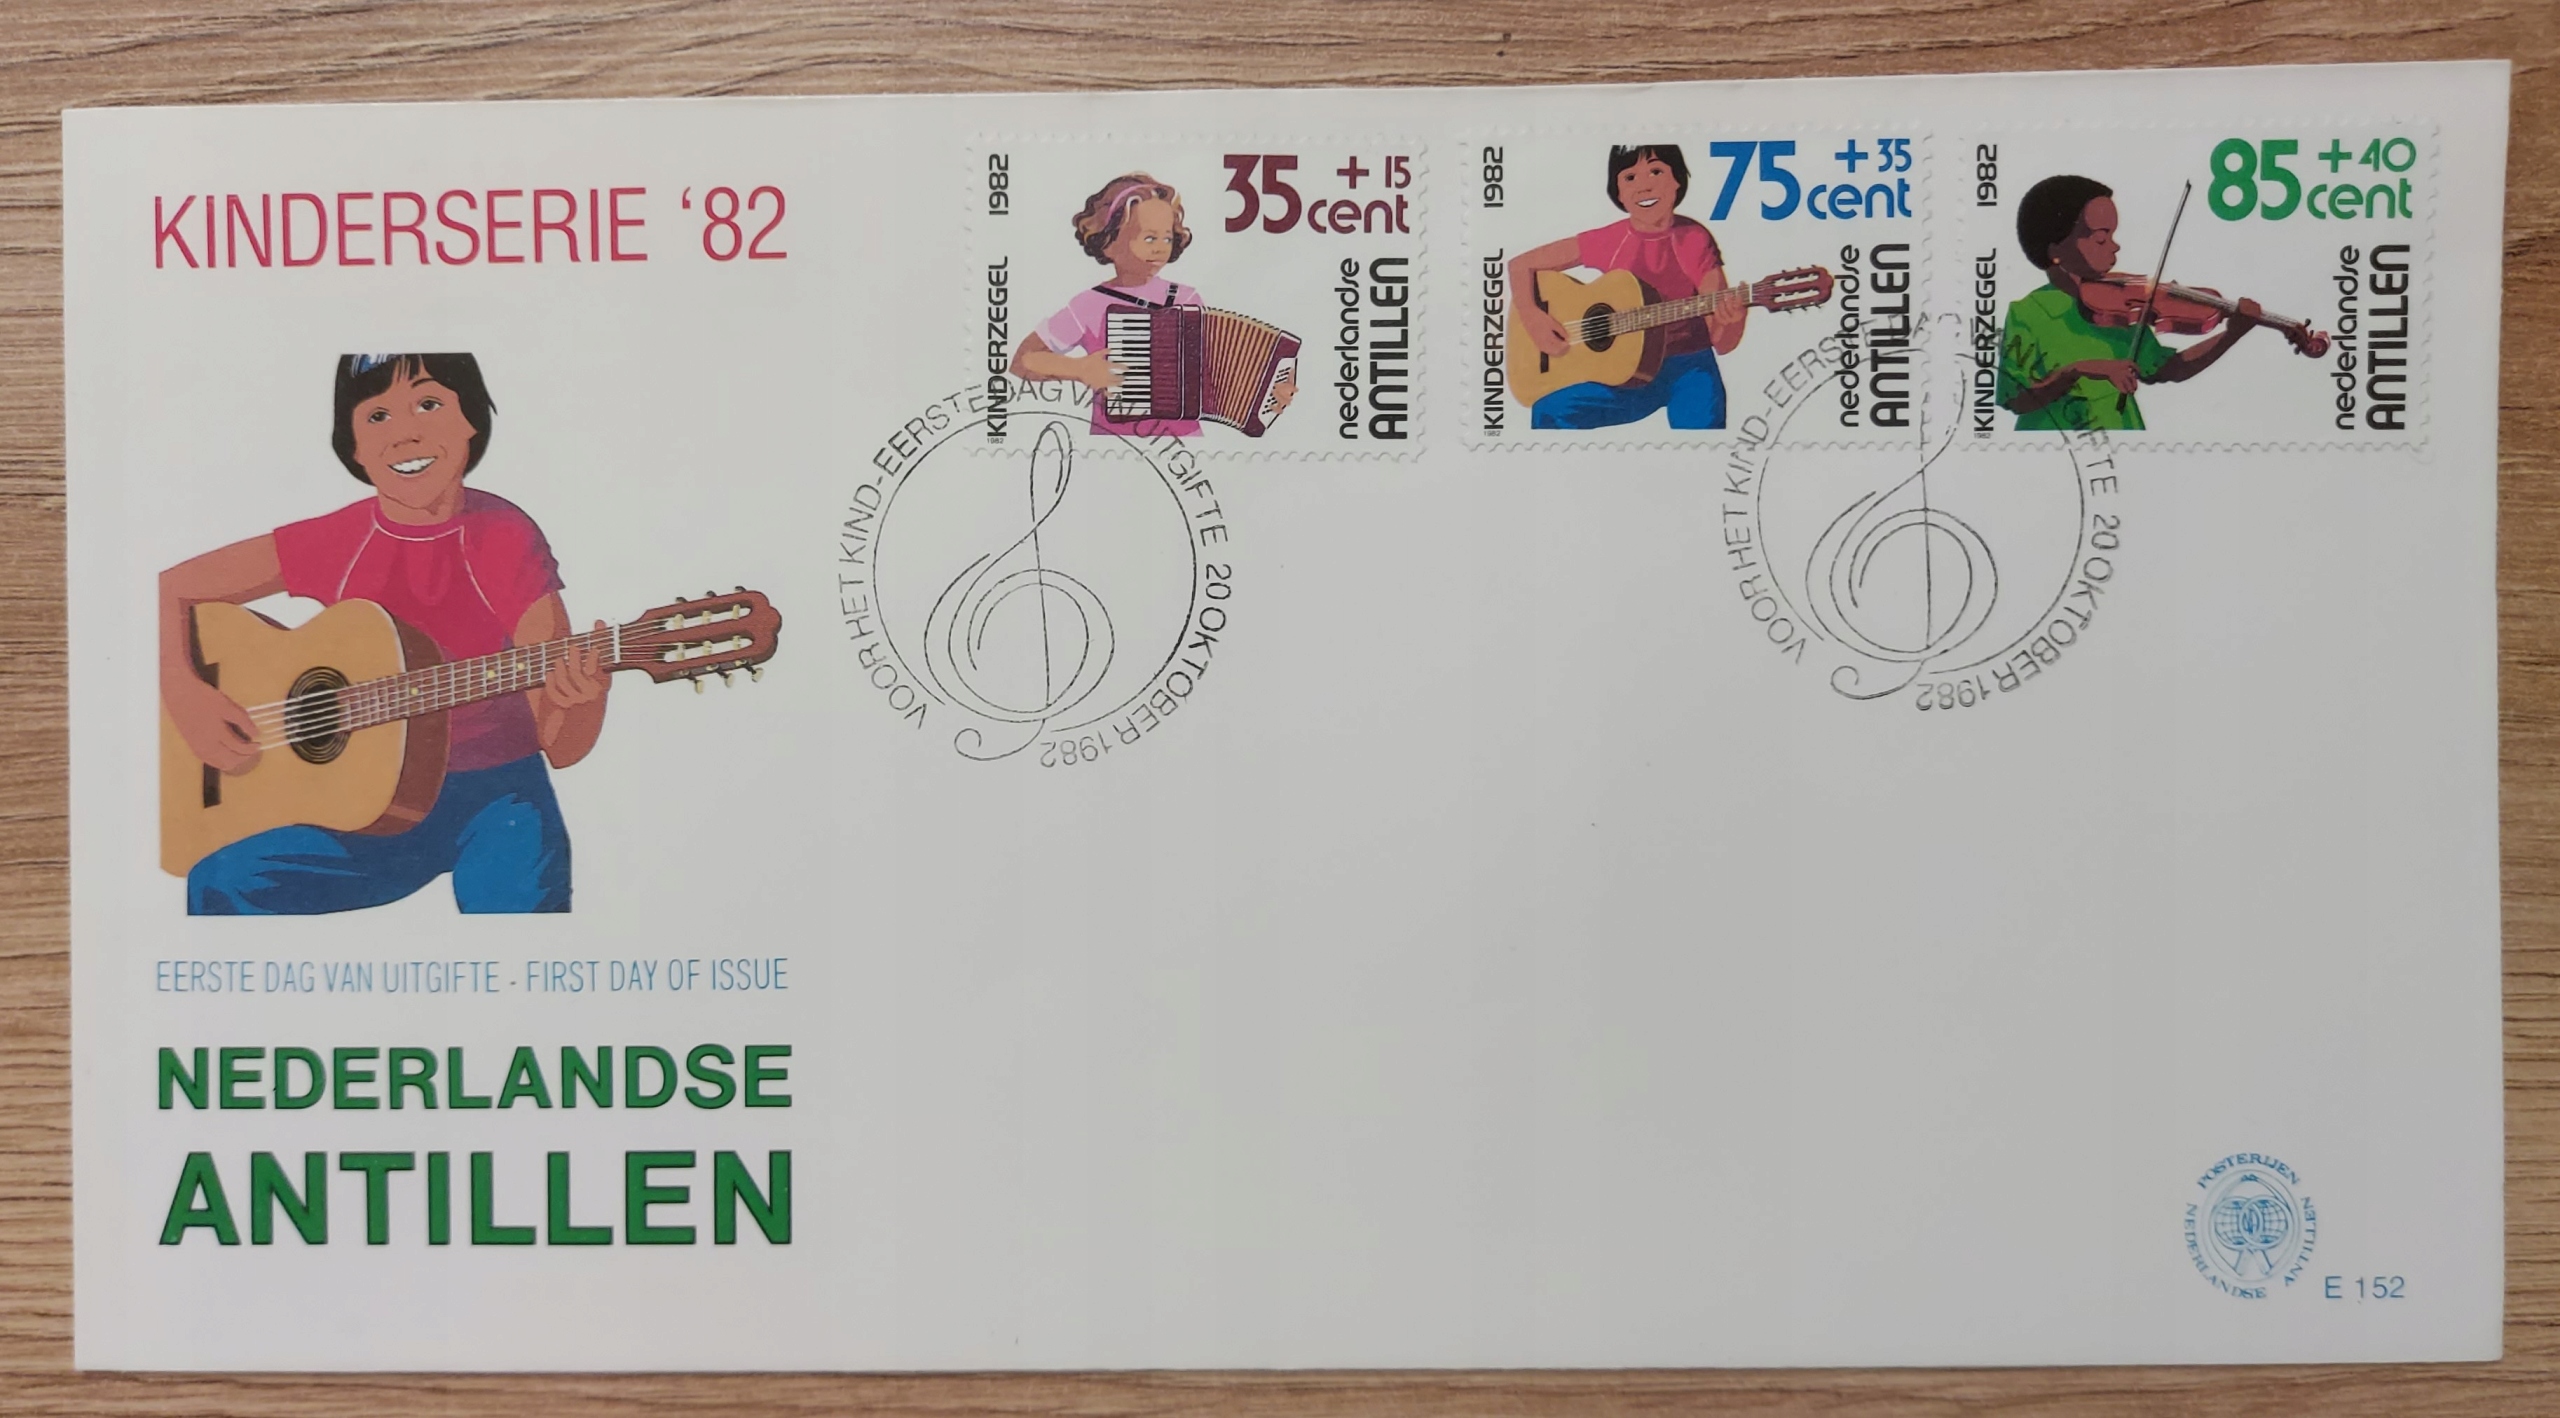 KINDERSERIE '82
EERSTE DAG VAN UITGIFTE - FIRST DAY OF ISSUE
NEDERLANDSE
ANTILLEN
KINDERZEGEL 1982
35 + 15
cent
nederlandse
ANTILLEN
1982
KINDERZEGEL 1982
75 + 35
cent
nederlandse
ANTILLEN
1982
KINDERZEGEL 1982
85 + 40
cent
nederlandse
ANTILLEN
1982
VOOR HET KIND-EERSTE DAG VAN UITGIFTE 20 OKTOBER 1982
VOOR HET KIND-EERSTE DAG VAN UITGIFTE 20 OKTOBER 1982
POSTERIJEN
NEDERLANDSE ANTILLEN
E 152